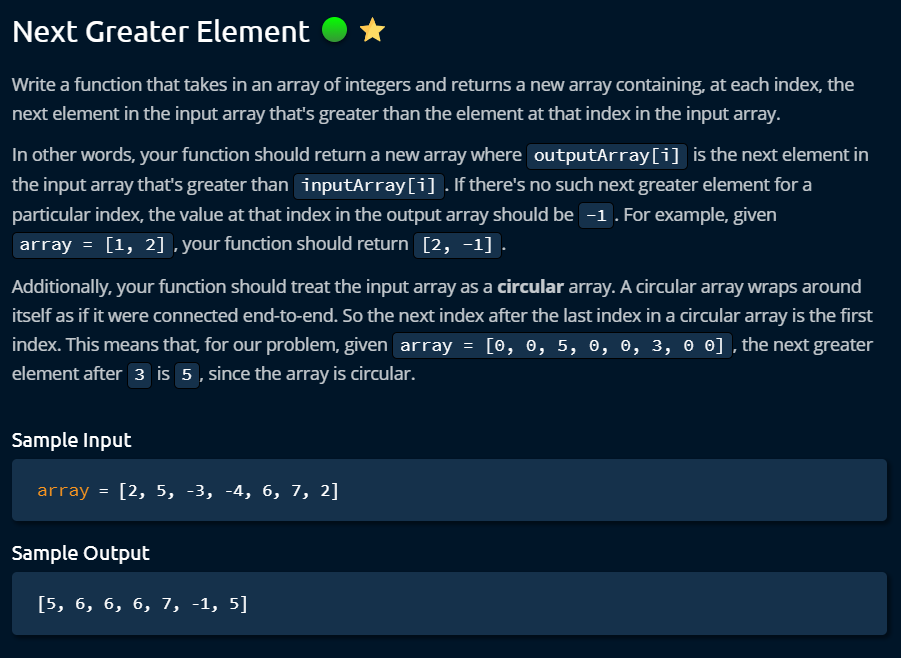 Next Greater Element
Write a function that takes in an array of integers and returns a new array containing, at each index, the
next element in the input array that's greater than the element at that index in the input array.
In other words, your function should return a new array where outputArray[i] is the next element in
the input array that's greater than inputArray[i]. If there's no such next greater element for a
particular index, the value at that index in the output array should be -1. For example, given
array = [1, 2], your function should return [2, -1].
Additionally, your function should treat the input array as a circular array. A circular array wraps around
itself as if it were connected end-to-end. So the next index after the last index in a circular array is the first
index. This means that, for our problem, given array = [0, 0, 5, 0, 0, 3, 0 0], the next greater
element after 3 is 5, since the array is circular.
Sample Input
array = [2, 5, -3, -4, 6, 7, 2]
Sample Output
[5, 6, 6, 6, 7, -1, 5]